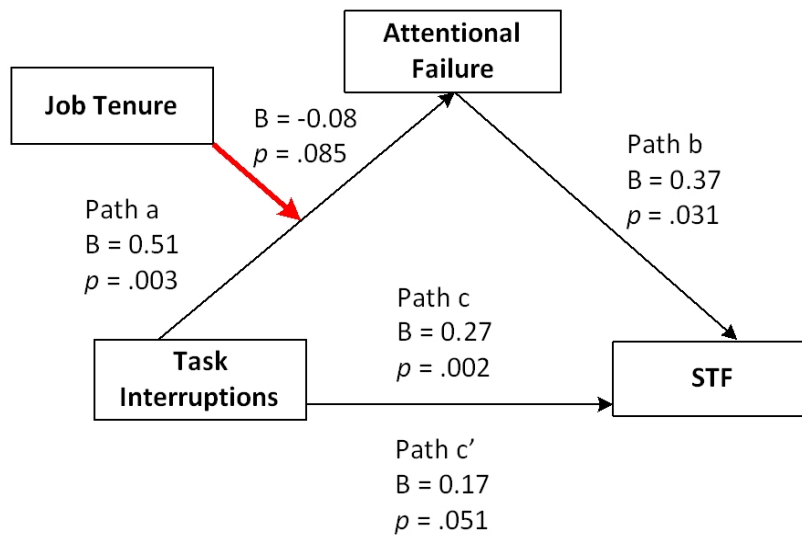 Attentional
Failure
Job Tenure
B = -0.08
p = .085
Path b
B = 0.37
p = .031
Path a
B = 0.51
p = .003
Path c
B = 0.27
p = .002
Task
Interruptions
STF
Path c’
B = 0.17
p = .051